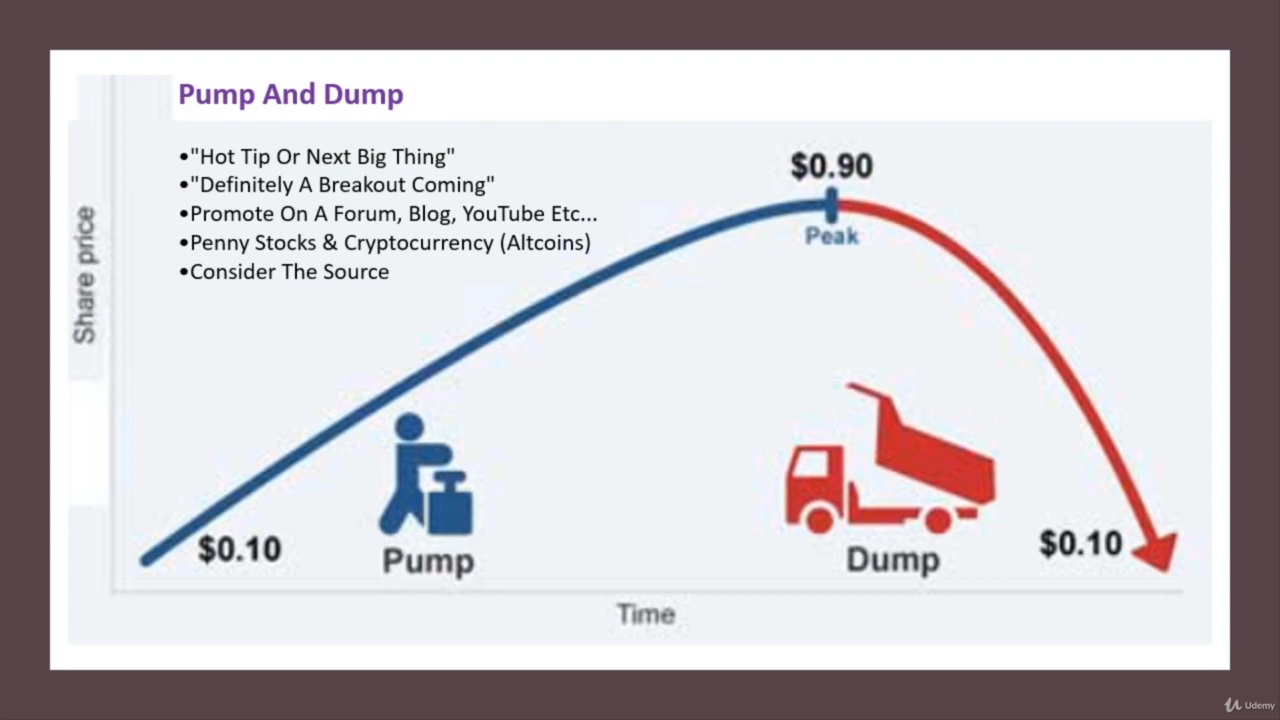 Pump And Dump
•"Hot Tip Or Next Big Thing"
•"Definitely A Breakout Coming"
•Promote On A Forum, Blog, YouTube Etc...
•Penny Stocks & Cryptocurrency (Altcoins)
•Consider The Source
$0.90
Peak
Share price
$0.10
Pump
Dump
$0.10
Time
Udemy